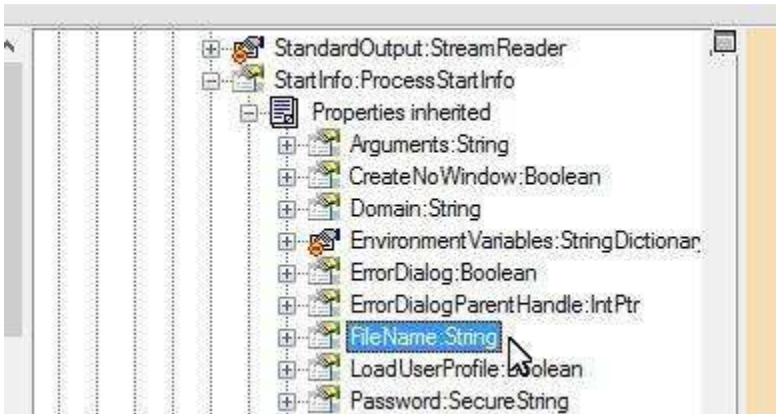 StandardOutput:StreamReader
StartInfo:ProcessStartInfo
Properties inherited
Arguments:String
CreateNoWindow:Boolean
Domain:String
EnvironmentVariables:StringDictionar
ErrorDialog:Boolean
ErrorDialogParentHandle:IntPtr
FileName:String
LoadUserProfile:Boolean
Password:SecureString